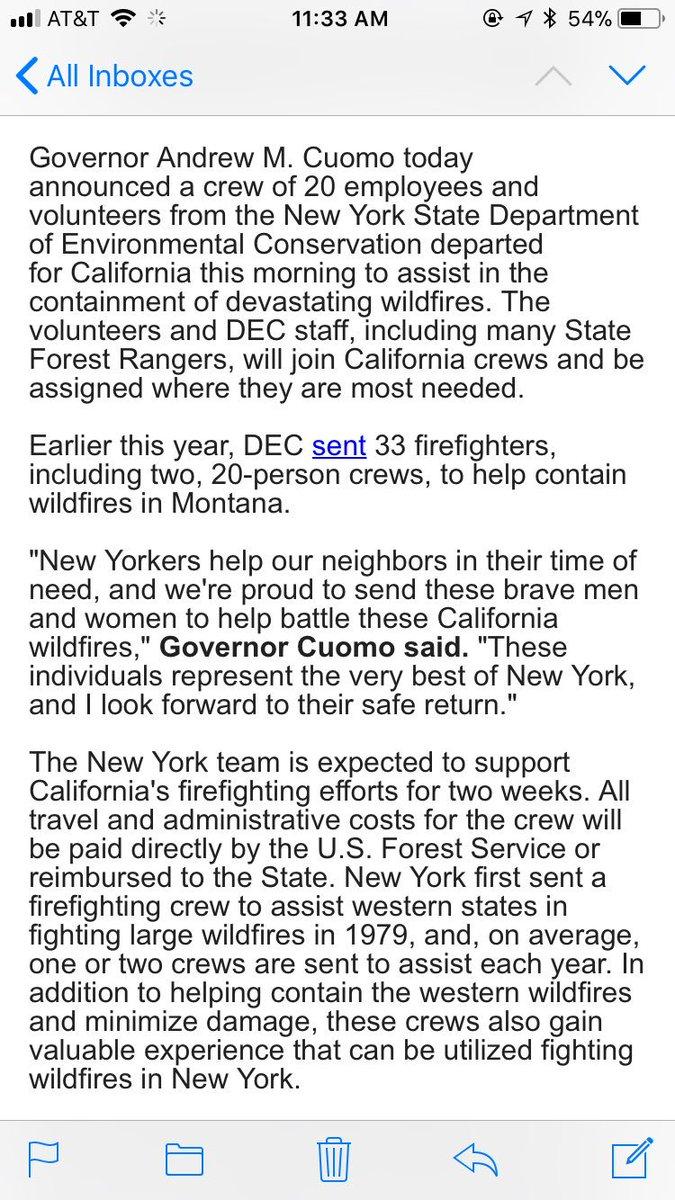 AT&T 11:33 AM 54%
All Inboxes
Governor Andrew M. Cuomo today
announced a crew of 20 employees and
volunteers from the New York State Department
of Environmental Conservation departed
for California this morning to assist in the
containment of devastating wildfires. The
volunteers and DEC staff, including many State
Forest Rangers, will join California crews and be
assigned where they are most needed.
Earlier this year, DEC sent 33 firefighters,
including two, 20-person crews, to help contain
wildfires in Montana.
"New Yorkers help our neighbors in their time of
need, and we're proud to send these brave men
and women to help battle these California
wildfires," Governor Cuomo said. "These
individuals represent the very best of New York,
and I look forward to their safe return."
The New York team is expected to support
California's firefighting efforts for two weeks. All
travel and administrative costs for the crew will
be paid directly by the U.S. Forest Service or
reimbursed to the State. New York first sent a
firefighting crew to assist western states in
fighting large wildfires in 1979, and, on average,
one or two crews are sent to assist each year. In
addition to helping contain the western wildfires
and minimize damage, these crews also gain
valuable experience that can be utilized fighting
wildfires in New York.